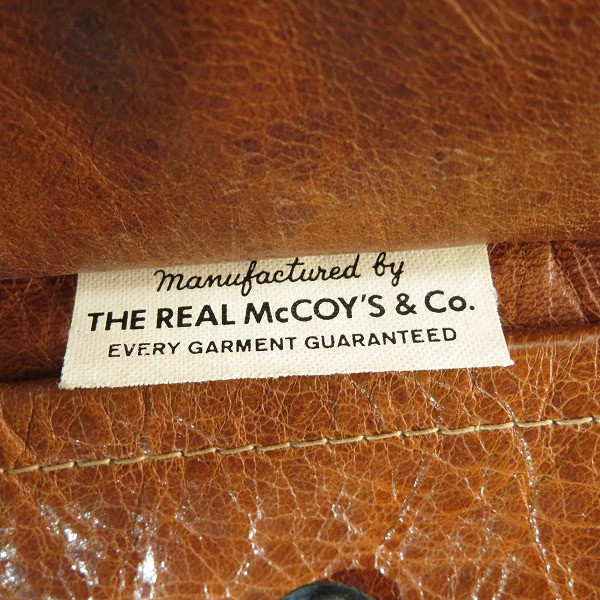 manufactured by
THE REAL McCOY'S & Co.
EVERY GARMENT GUARANTEED